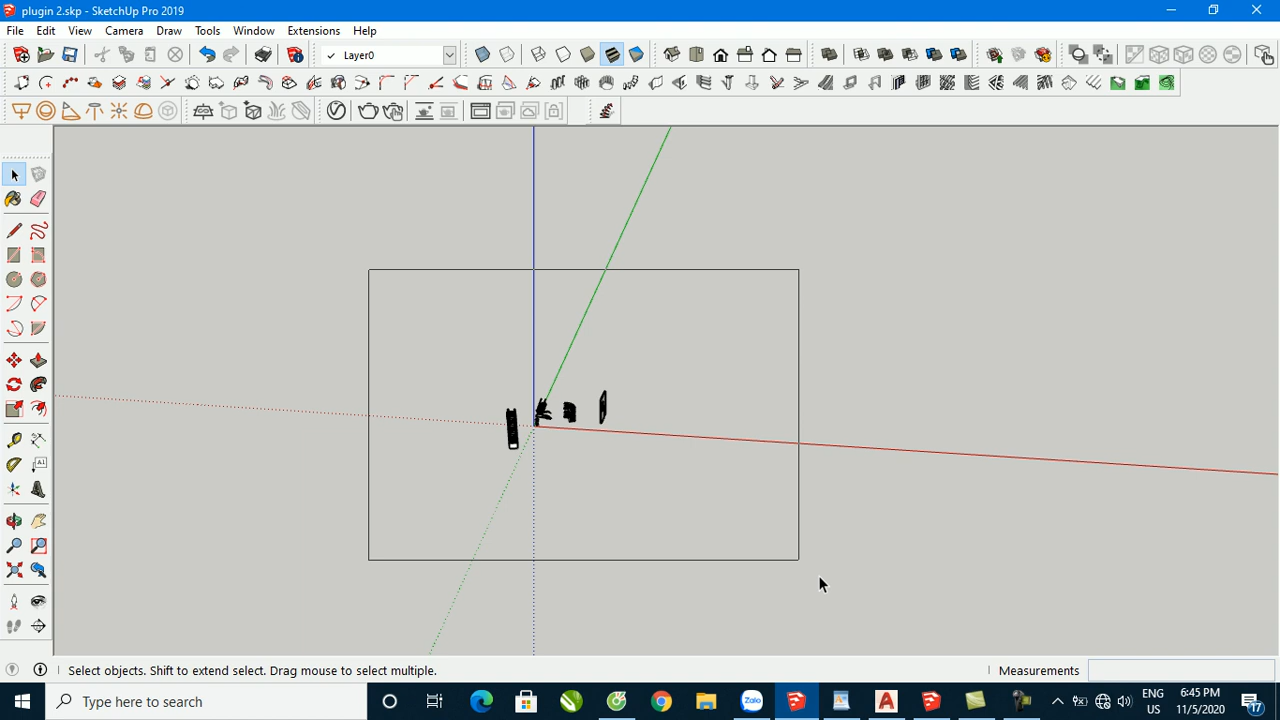 plugin 2.skp - SketchUp Pro 2019
File Edit View Camera Draw Tools Window Extensions Help
✓ Layer0
Select objects. Shift to extend select. Drag mouse to select multiple.
Measurements
Type here to search
Zalo
ENG
US
6:45 PM
11/5/2020
17